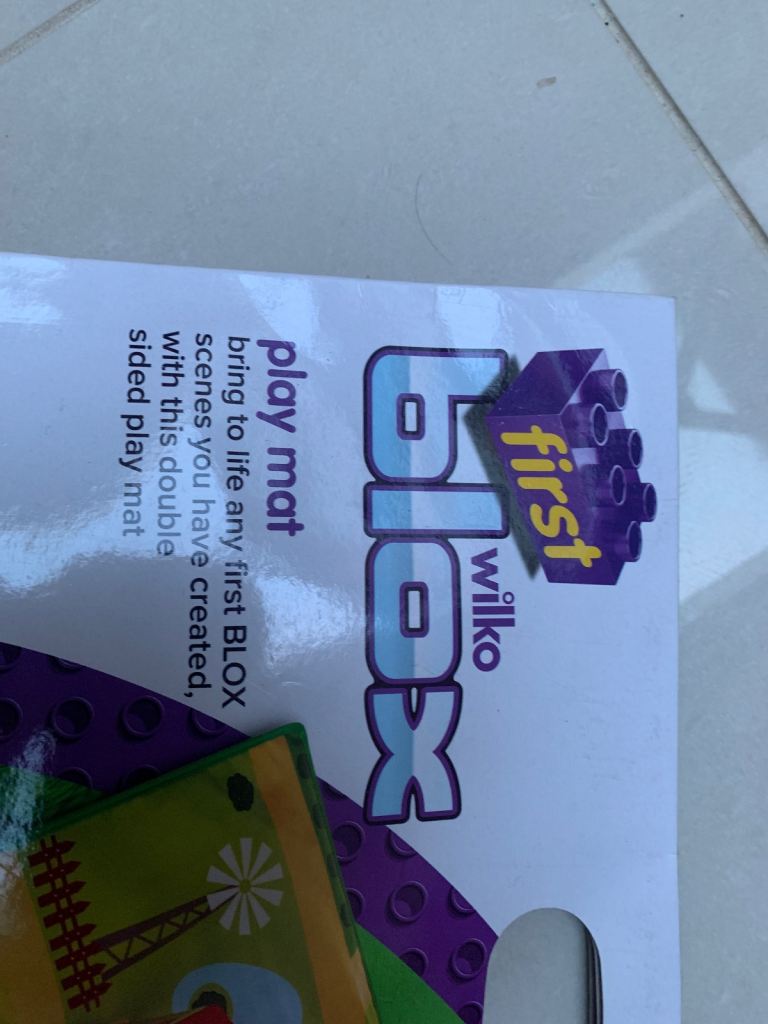 first
wilko
blox
play mat
bring to life any first BLOX
scenes you have created,
with this double
sided play mat